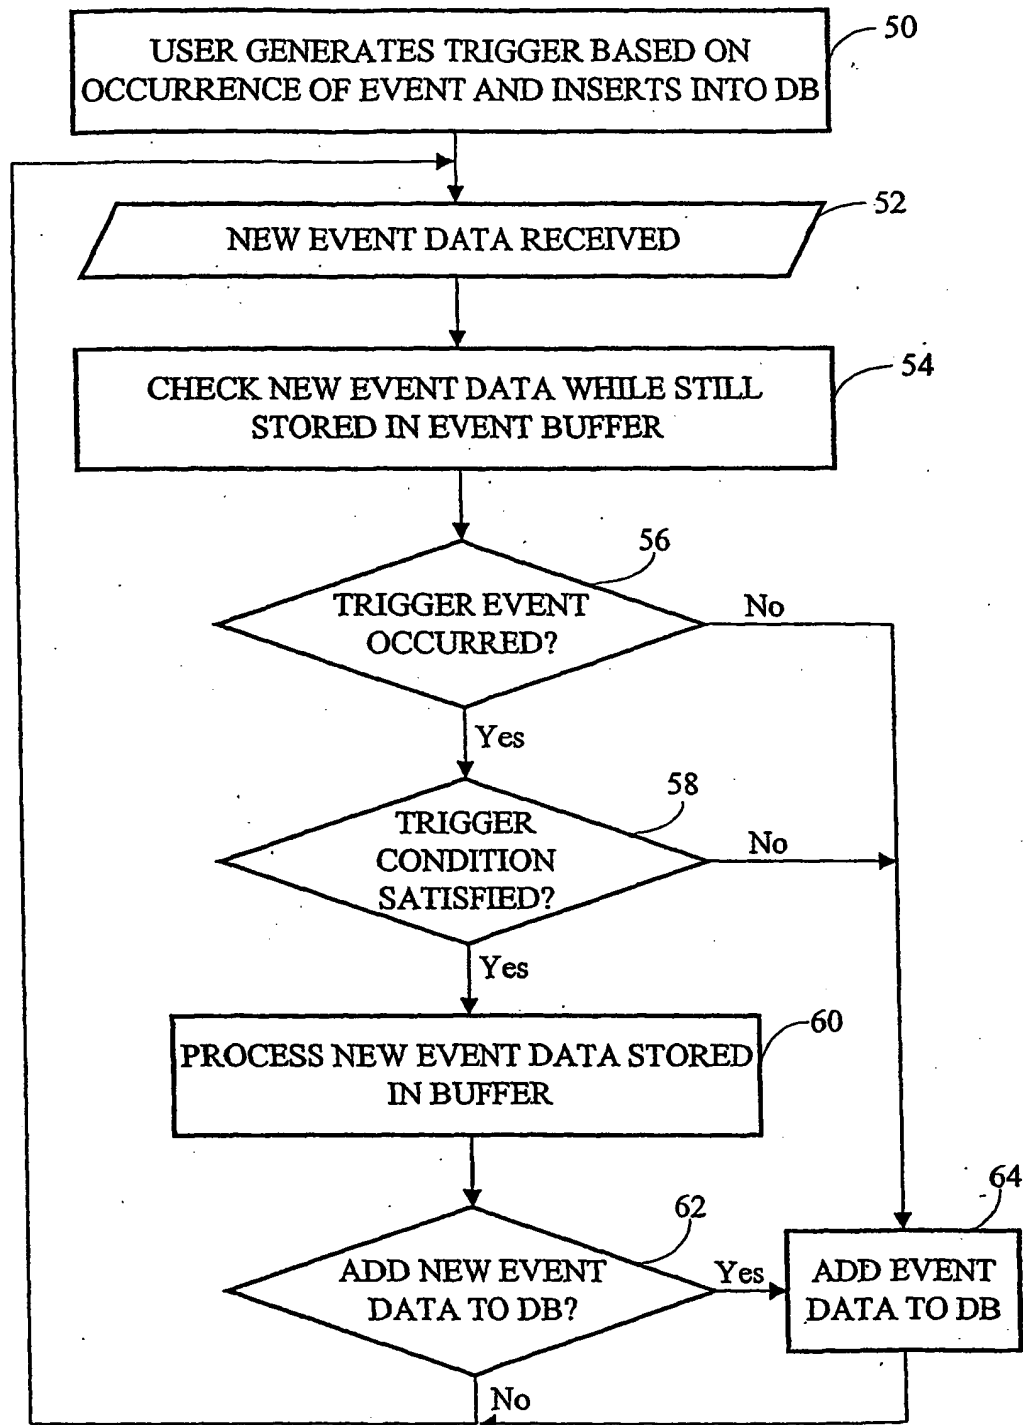 50
USER GENERATES TRIGGER BASED ON
OCCURRENCE OF EVENT AND INSERTS INTO DB
52
NEW EVENT DATA RECEIVED
54
CHECK NEW EVENT DATA WHILE STILL
STORED IN EVENT BUFFER
56
TRIGGER EVENT
OCCURRED?
No
Yes
58
TRIGGER
CONDITION
SATISFIED?
No
Yes
60
PROCESS NEW EVENT DATA STORED
IN BUFFER
62
64
ADD NEW EVENT
DATA TO DB?
Yes
ADD EVENT
DATA TO DB
No